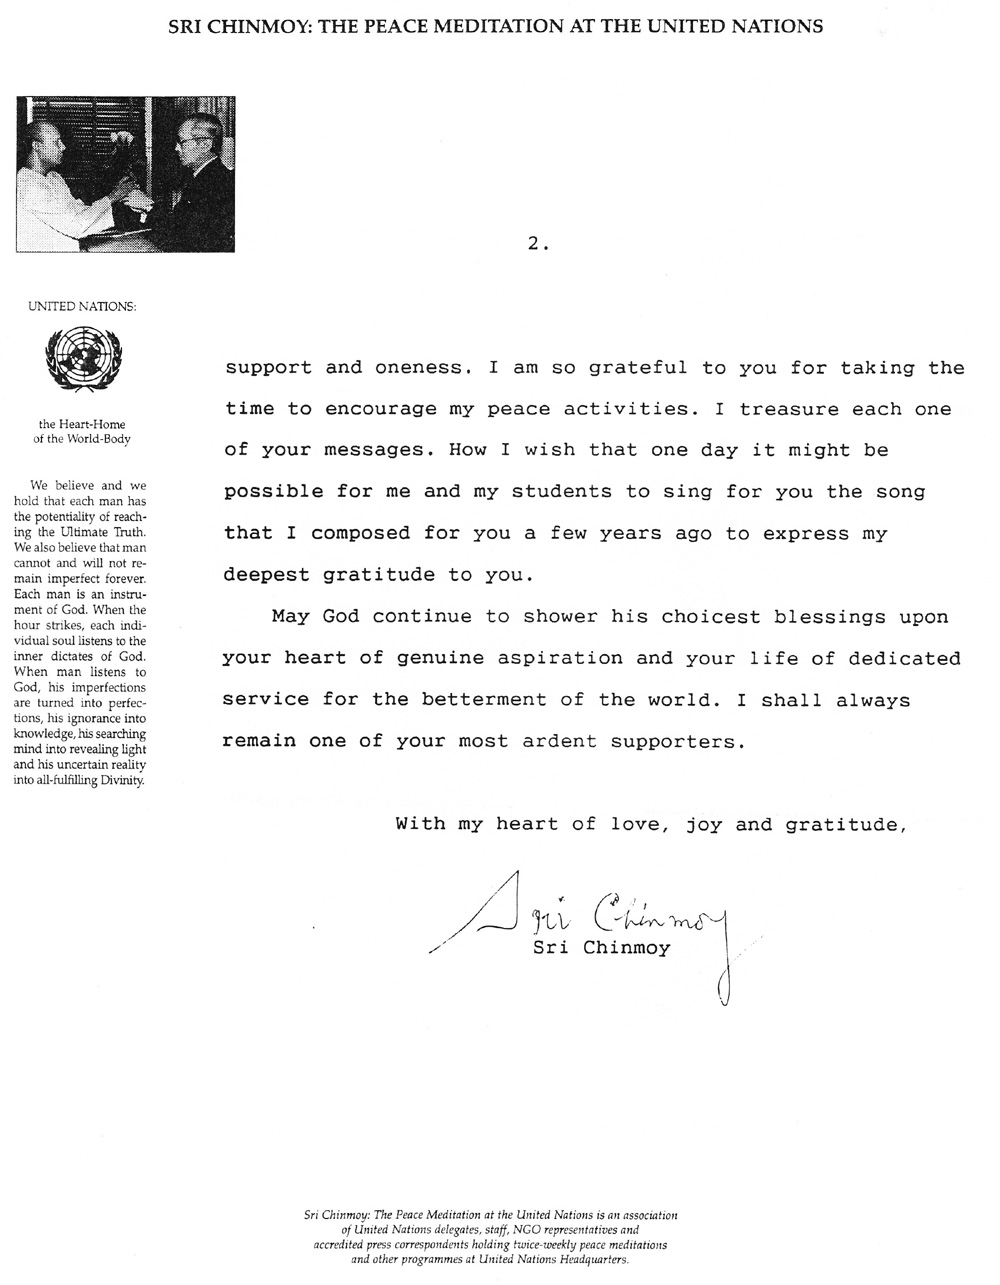 SRI CHINMOY: THE PEACE MEDITATION AT THE UNITED NATIONS
2.
UNITED NATIONS:
the Heart-Home
of the World-Body
We believe and we
hold that each man has
the potentiality of reach-
ing the Ultimate Truth.
We also believe that man
cannot and will not re-
main imperfect forever.
Each man is an instru-
ment of God. When the
hour strikes, each indi-
vidual soul listens to the
inner dictates of God.
When man listens to
God, his imperfections
are turned into perfec-
tions, his ignorance into
knowledge, his searching
mind into revealing light
and his uncertain reality
into all-fulfilling Divinity.
support and oneness. I am so grateful to you for taking the
time to encourage my peace activities. I treasure each one
of your messages. How I wish that one day it might be
possible for me and my students to sing for you the song
that I composed for you a few years ago to express my
deepest gratitude to you.
May God continue to shower his choicest blessings upon
your heart of genuine aspiration and your life of dedicated
service for the betterment of the world. I shall always
remain one of your most ardent supporters.
With my heart of love, joy and gratitude,
Sri Chinmoy
Sri Chinmoy
Sri Chinmoy: The Peace Meditation at the United Nations is an association
of United Nations delegates, staff, NGO representatives and
accredited press correspondents holding twice-weekly peace meditations
and other programmes at United Nations Headquarters.